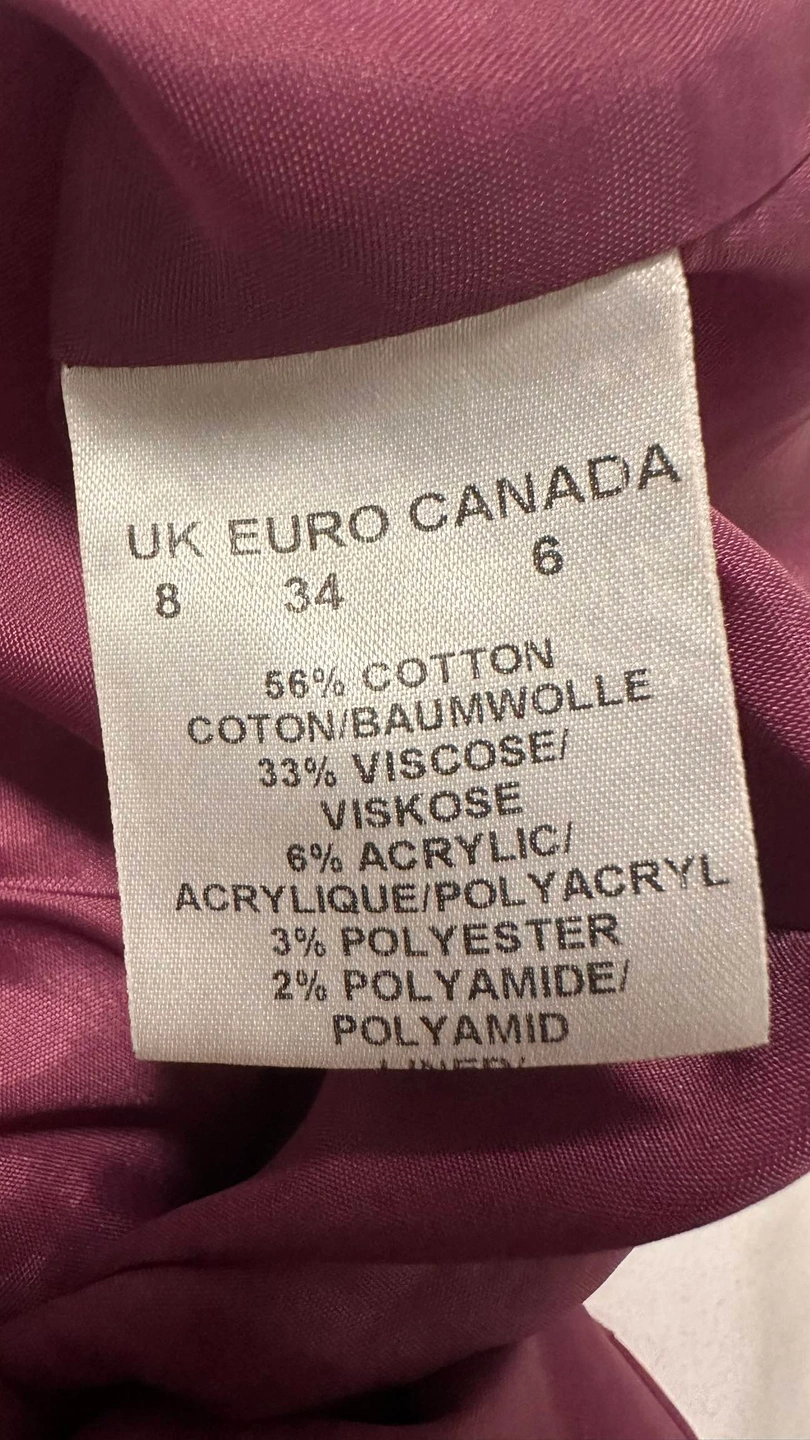 UK EURO CANADA
8 34 6
56% COTTON
COTON/BAUMWOLLE
33% VISCOSE/
VISKOSE
6% ACRYLIC/
ACRYLIQUE/POLYACRYL
3% POLYESTER
2% POLYAMIDE/
POLYAMID